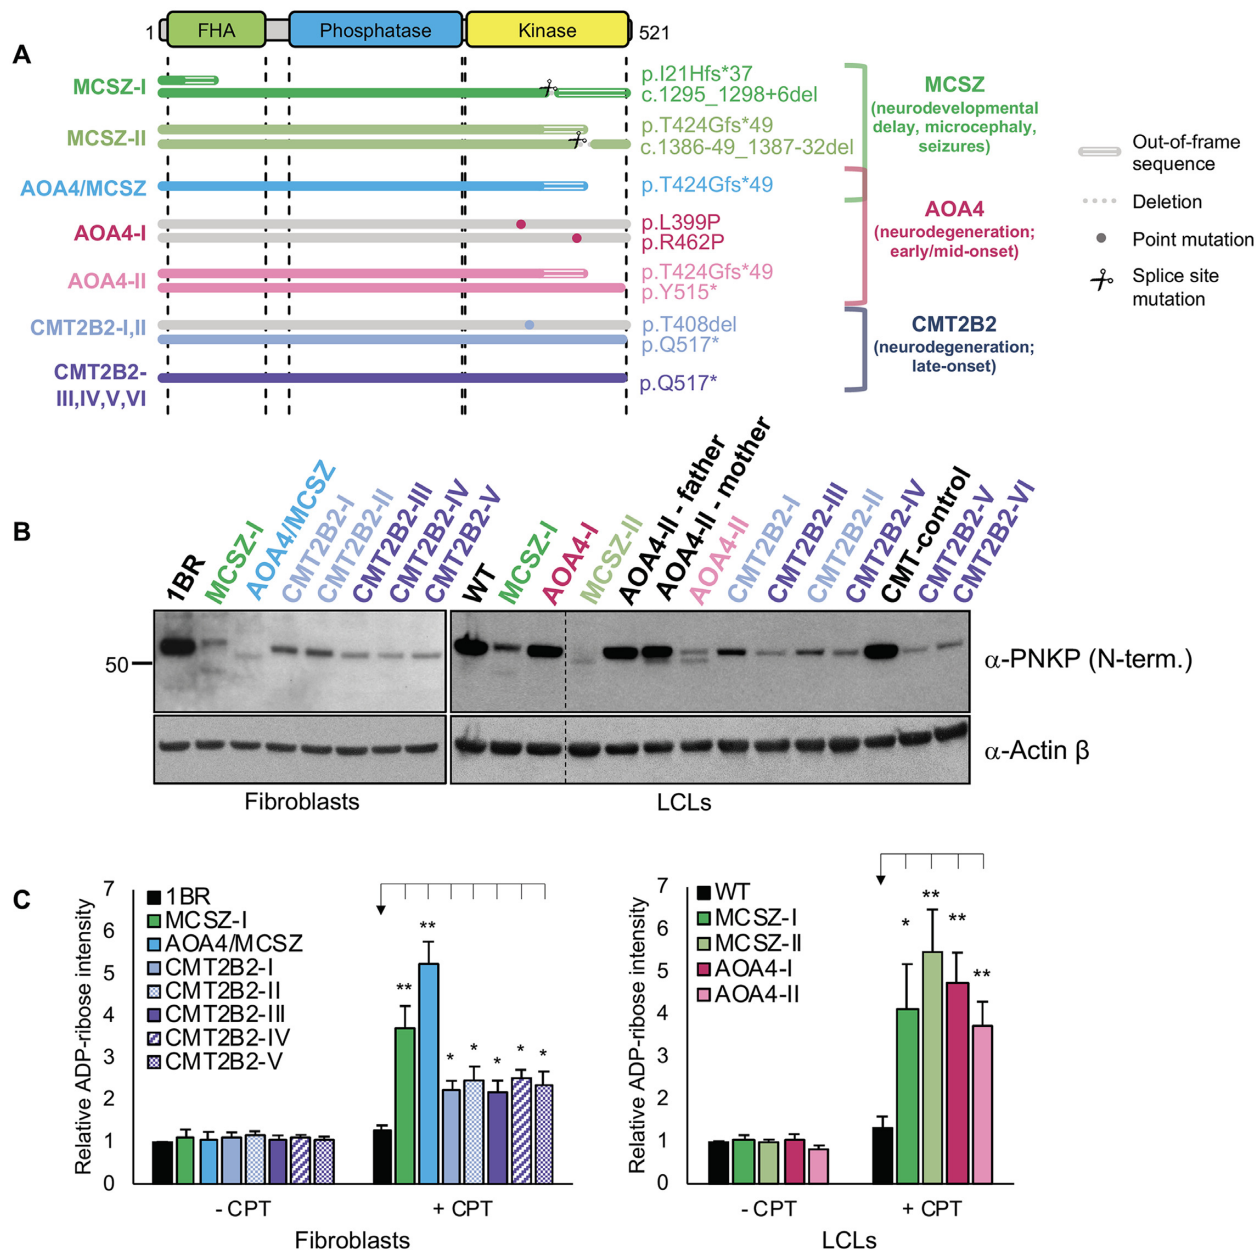 A
1
FHA
Phosphatase
Kinase
521
MCSZ-I
p.I21Hfs*37
c.1295_1298+6del
MCSZ-II
p.T424Gfs*49
c.1386-49_1387-32del
AOA4/MCSZ
p.T424Gfs*49
AOA4-I
p.L399P
p.R462P
AOA4-II
p.T424Gfs*49
p.Y515*
CMT2B2-I,II
p.T408del
p.Q517*
CMT2B2-
III,IV,V,VI
p.Q517*
MCSZ
(neurodevelopmental
delay, microcephaly,
seizures)
AOA4
(neurodegeneration;
early/mid-onset)
CMT2B2
(neurodegeneration;
late-onset)
Out-of-frame
sequence
Deletion
Point mutation
Splice site
mutation
B
1BR
MCSZ-I
AOA4/MCSZ
CMT2B2-I
CMT2B2-II
CMT2B2-III
CMT2B2-IV
CMT2B2-V
WT
MCSZ-I
AOA4-I
MCSZ-II
AOA4-II - father
AOA4-II - mother
AOA4-II
CMT2B2-I
CMT2B2-III
CMT2B2-II
CMT2B2-IV
CMT-control
CMT2B2-V
CMT2B2-VI
50
α-PNKP (N-term.)
α-Actin β
Fibroblasts
LCLs
C
Relative ADP-ribose intensity
7
6
5
4
3
2
1
0
1BR
MCSZ-I
AOA4/MCSZ
CMT2B2-I
CMT2B2-II
CMT2B2-III
CMT2B2-IV
CMT2B2-V
**
**
*
*
*
*
*
- CPT
+ CPT
Fibroblasts
Relative ADP-ribose intensity
7
6
5
4
3
2
1
0
WT
MCSZ-I
MCSZ-II
AOA4-I
AOA4-II
*
**
**
**
- CPT
+ CPT
LCLs